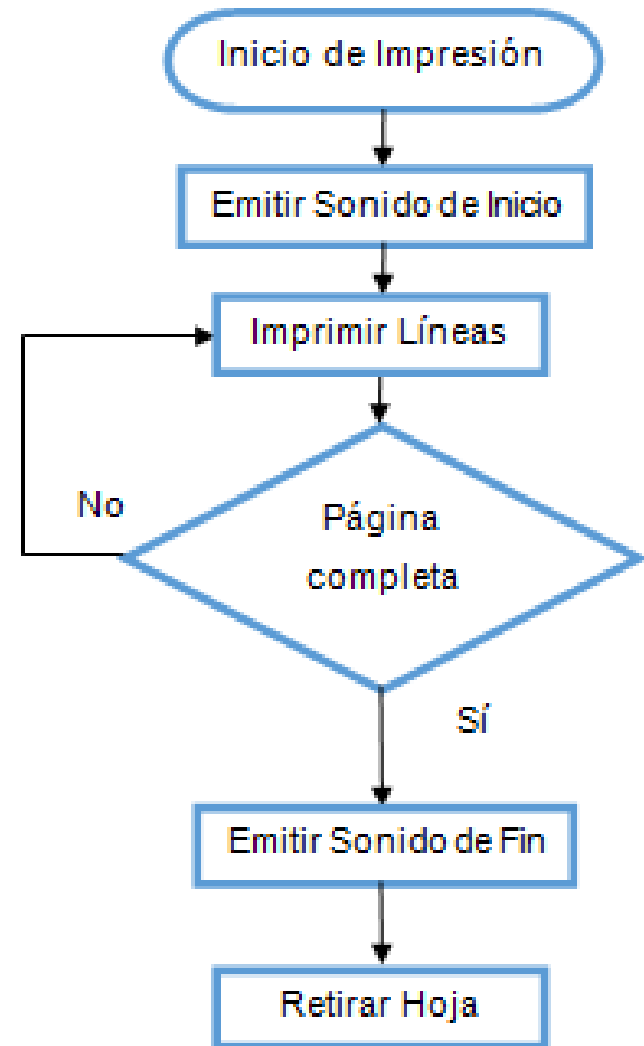 Inicio de Impresión
Emitir Sonido de Inicio
Imprimir Líneas
No
Página
completa
Sí
Emitir Sonido de Fin
Retirar Hoja